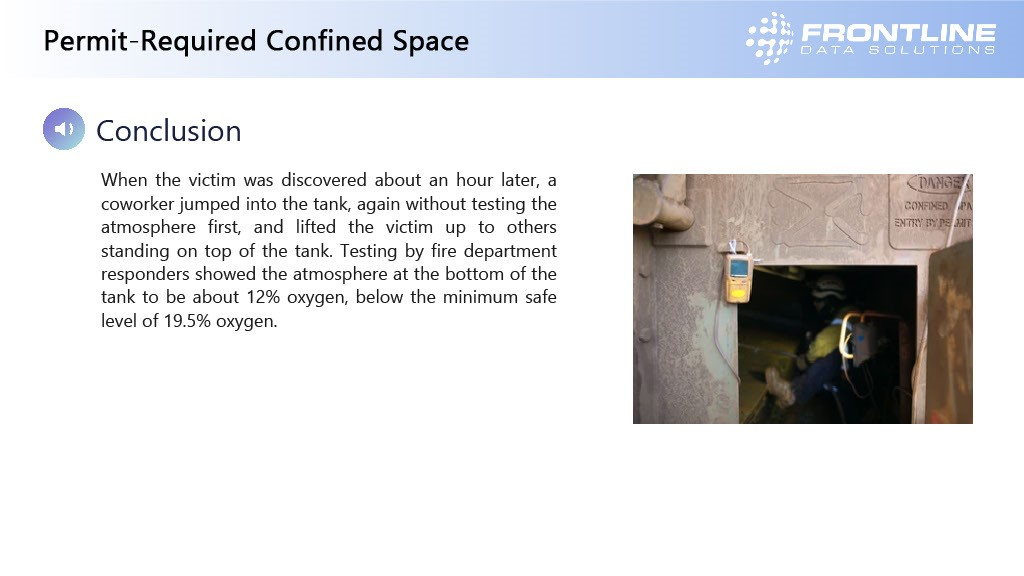 Permit-Required Confined Space
FRONTLINE
DATA SOLUTIONS
Conclusion
When the victim was discovered about an hour later, a
coworker jumped into the tank, again without testing the
atmosphere first, and lifted the victim up to others
standing on top of the tank. Testing by fire department
responders showed the atmosphere at the bottom of the
tank to be about 12% oxygen, below the minimum safe
level of 19.5% oxygen.
DANGER
CONFINED SPA
ENTRY BY PERMIT